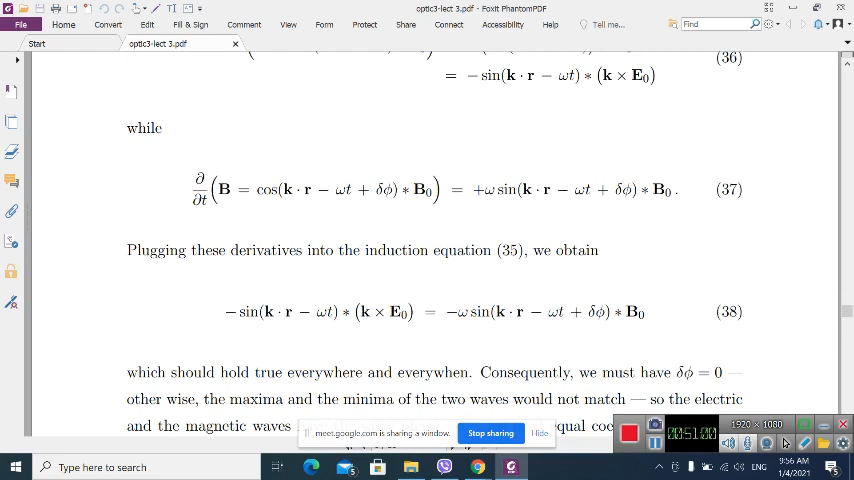 optic3-lect 3.pdf - Foxit PhantomPDF
File Home Edit Fill & Sign Comment View Form Protect Share Connect Accessibility Help Tell me... Find
Start optic3-lect 3.pdf
(36)
= − sin(k · r − ωt) ∗ (k × E₀)
while
∂/∂t (B = cos(k · r − ωt + δϕ) ∗ B₀) = +ω sin(k · r − ωt + δϕ) ∗ B₀ . (37)
Plugging these derivatives into the induction equation (35), we obtain
− sin(k · r − ωt) ∗ (k × E₀) = −ω sin(k · r − ωt + δϕ) ∗ B₀ (38)
which should hold true everywhere and everywhen. Consequently, we must have δϕ = 0 —
other wise, the maxima and the minima of the two waves would not match — so the electric
and the magnetic waves
equal
meet.google.com is sharing a window. Stop sharing Hide
00:51:00 1920 × 1080
Type here to search
5
ENG
9:56 AM
1/4/2021
5